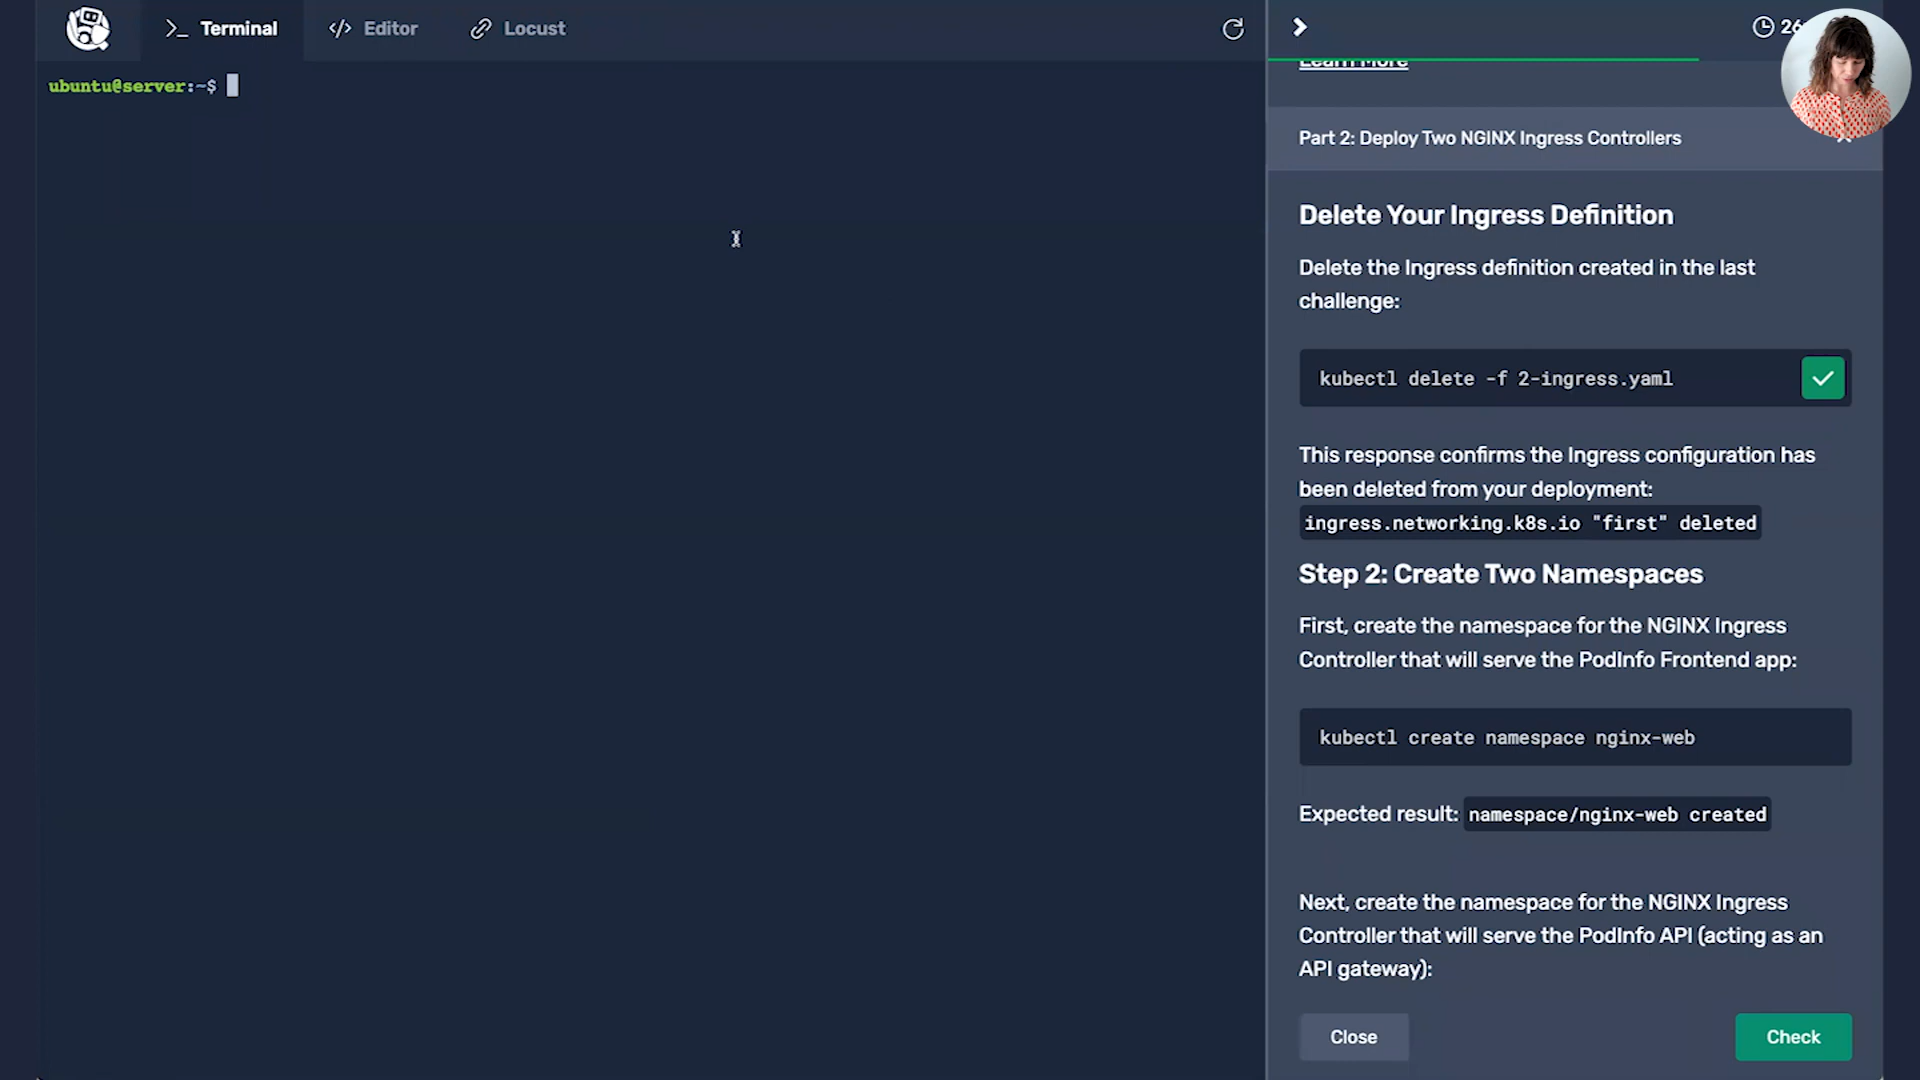 >_ Terminal
</> Editor
Locust
ubuntu@server:~$
Learn More
Part 2: Deploy Two NGINX Ingress Controllers
Delete Your Ingress Definition
Delete the Ingress definition created in the last
challenge:
kubectl delete -f 2-ingress.yaml
This response confirms the Ingress configuration has
been deleted from your deployment:
ingress.networking.k8s.io "first" deleted
Step 2: Create Two Namespaces
First, create the namespace for the NGINX Ingress
Controller that will serve the PodInfo Frontend app:
kubectl create namespace nginx-web
Expected result: namespace/nginx-web created
Next, create the namespace for the NGINX Ingress
Controller that will serve the PodInfo API (acting as an
API gateway):
Close
Check